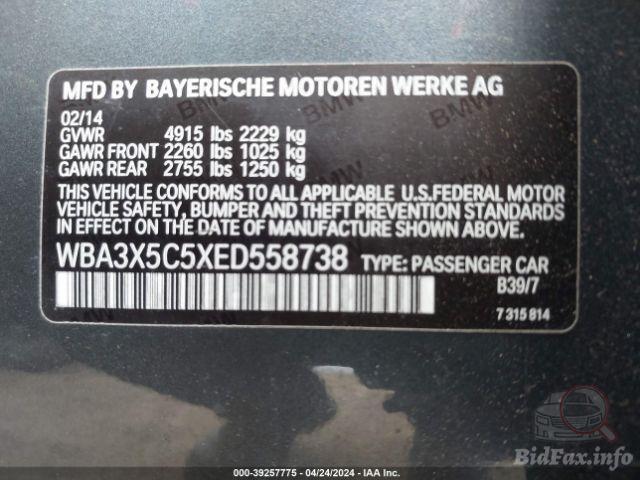 MFD BY BAYERISCHE MOTOREN WERKE AG
02/14
GVWR 4915 lbs 2229 kg
GAWR FRONT 2260 lbs 1025 kg
GAWR REAR 2755 lbs 1250 kg
THIS VEHICLE CONFORMS TO ALL APPLICABLE U.S.FEDERAL MOTOR
VEHICLE SAFETY, BUMPER AND THEFT PREVENTION STANDARDS
IN EFFECT ON THE DATE OF MANUFACTURE SHOWN ABOVE.
WBA3X5C5XED558738 TYPE: PASSENGER CAR
B39/7
7 315 814
000-39257775 - 04/24/2024 - IAA Inc.
BidFax.info